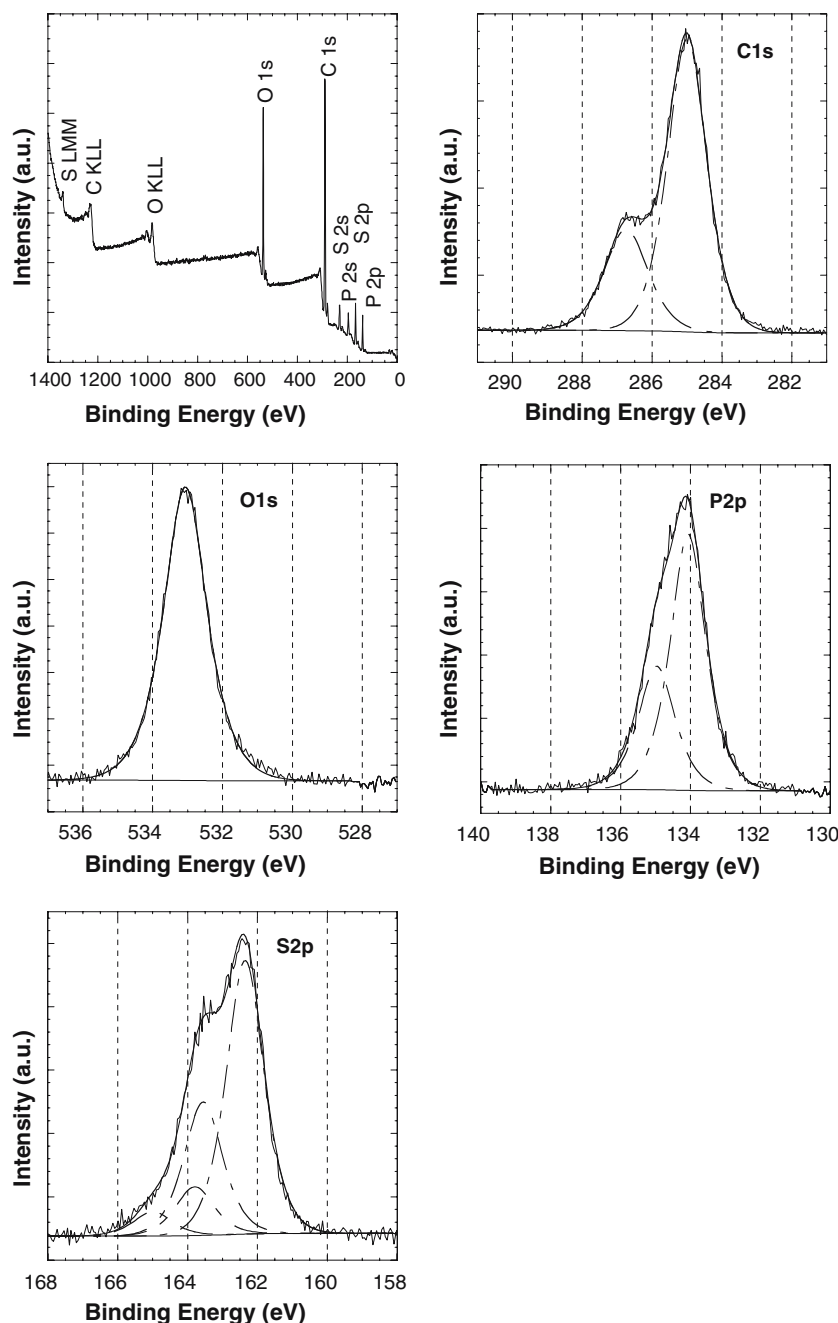 Intensity (a.u.)
S LMM
C KLL
O KLL
O 1s
C 1s
S 2s
S 2p
P 2s
P 2p
1400 1200 1000 800 600 400 200 0
Binding Energy (eV)
Intensity (a.u.)
C1s
290 288 286 284 282
Binding Energy (eV)
Intensity (a.u.)
O1s
536 534 532 530 528
Binding Energy (eV)
Intensity (a.u.)
P2p
140 138 136 134 132 130
Binding Energy (eV)
Intensity (a.u.)
S2p
168 166 164 162 160 158
Binding Energy (eV)